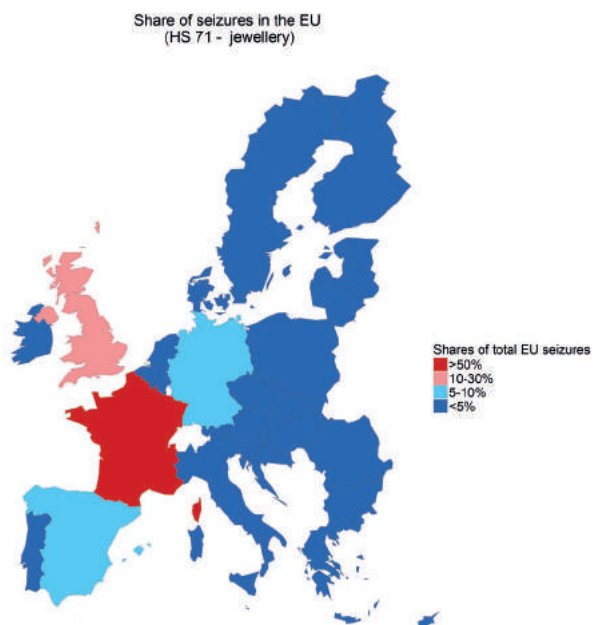 Share of seizures in the EU
(HS 71 - jewellery)
Shares of total EU seizures
>50%
10-30%
5-10%
<5%